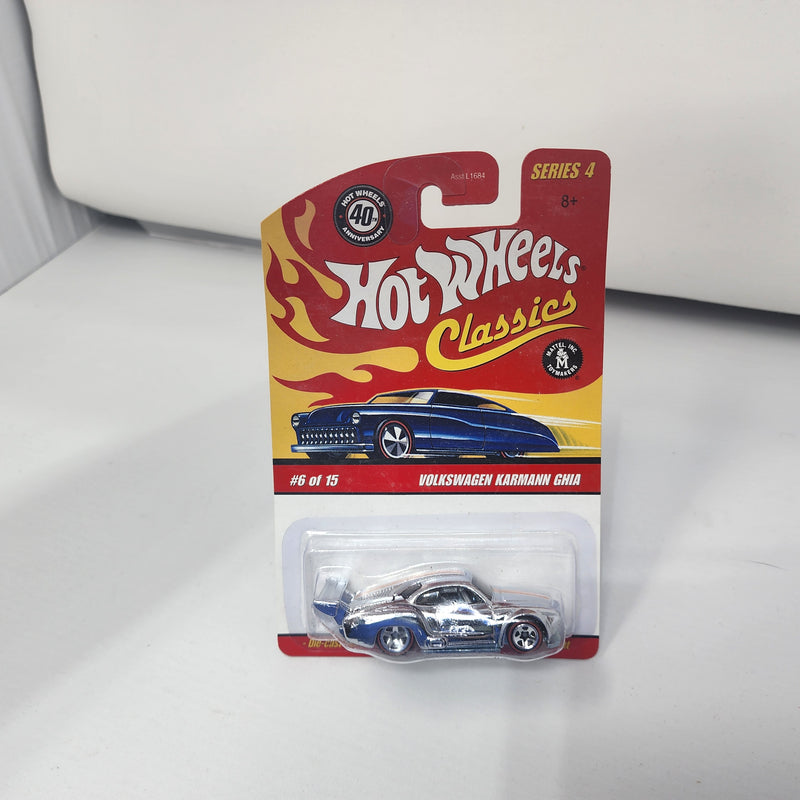 Asst L1684
SERIES 4
8+
HOT WHEELS
40TH
ANNIVERSARY
HOT WHEELS
Classics
MATTEL, INC.
M
TOYMAKERS
#6 of 15
VOLKSWAGEN KARMANN GHIA